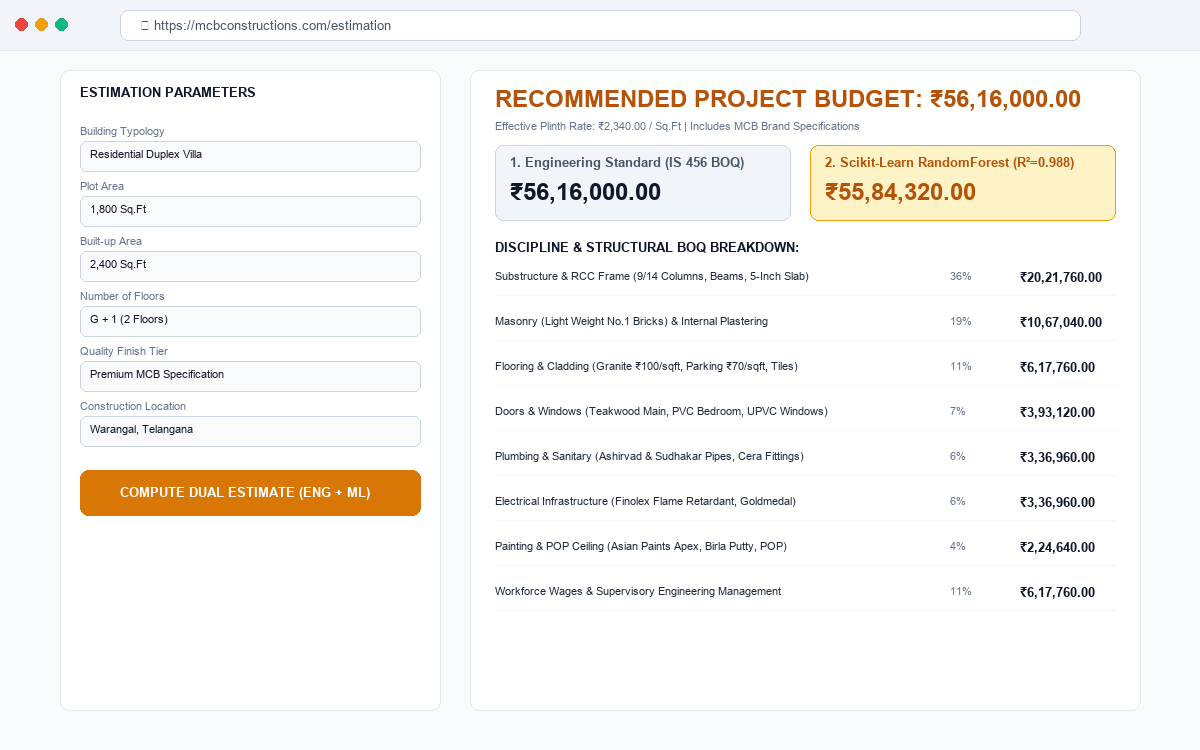 https://mcbconstructions.com/estimation
ESTIMATION PARAMETERS
Building Typology
Residential Duplex Villa
Plot Area
1,800 Sq.Ft
Built-up Area
2,400 Sq.Ft
Number of Floors
G + 1 (2 Floors)
Quality Finish Tier
Premium MCB Specification
Construction Location
Warangal, Telangana
COMPUTE DUAL ESTIMATE (ENG + ML)
RECOMMENDED PROJECT BUDGET: ₹56,16,000.00
Effective Plinth Rate: ₹2,340.00 / Sq.Ft | Includes MCB Brand Specifications
1. Engineering Standard (IS 456 BOQ)
₹56,16,000.00
2. Scikit-Learn RandomForest (R²=0.988)
₹55,84,320.00
DISCIPLINE & STRUCTURAL BOQ BREAKDOWN:
Substructure & RCC Frame (9/14 Columns, Beams, 5-Inch Slab) 36% ₹20,21,760.00
Masonry (Light Weight No.1 Bricks) & Internal Plastering 19% ₹10,67,040.00
Flooring & Cladding (Granite ₹100/sqft, Parking ₹70/sqft, Tiles) 11% ₹6,17,760.00
Doors & Windows (Teakwood Main, PVC Bedroom, UPVC Windows) 7% ₹3,93,120.00
Plumbing & Sanitary (Ashirvad & Sudhakar Pipes, Cera Fittings) 6% ₹3,36,960.00
Electrical Infrastructure (Finolex Flame Retardant, Goldmedal) 6% ₹3,36,960.00
Painting & POP Ceiling (Asian Paints Apex, Birla Putty, POP) 4% ₹2,24,640.00
Workforce Wages & Supervisory Engineering Management 11% ₹6,17,760.00